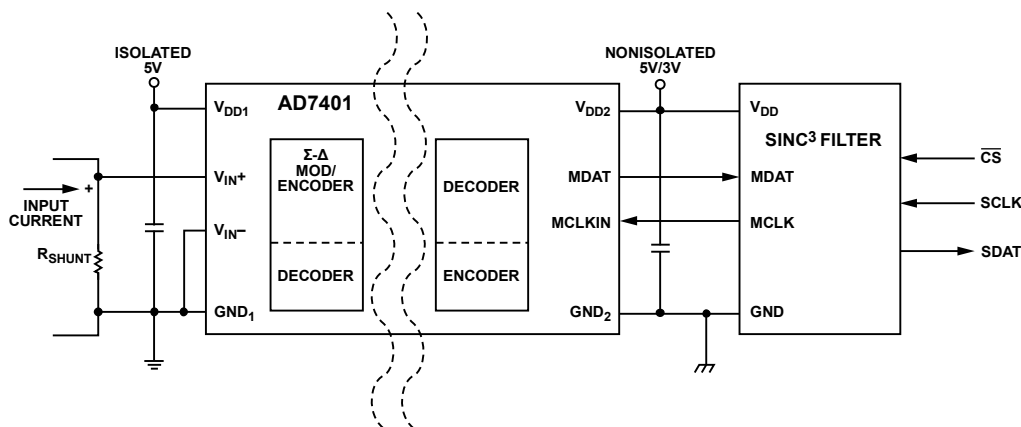 ISOLATED
5V
NONISOLATED
5V/3V
INPUT
CURRENT
+
RSHUNT
AD7401
VDD1
VIN+
VIN–
GND1
Σ-Δ
MOD/
ENCODER
DECODER
DECODER
ENCODER
VDD2
MDAT
MCLKIN
GND2
VDD
SINC3 FILTER
MDAT
MCLK
GND
CS
SCLK
SDAT